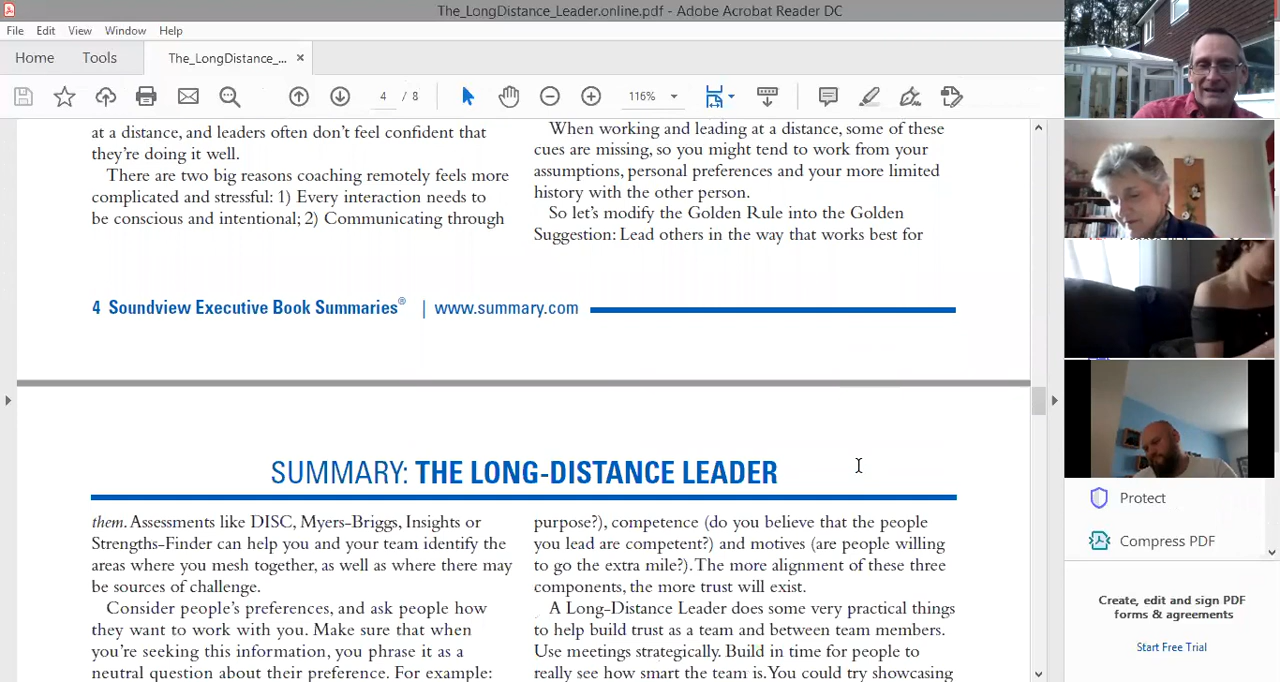 The_LongDistance_Leader.online.pdf - Adobe Acrobat Reader DC
File Edit View Window Help
Home Tools The_LongDistance_... ×
4 / 8 116%
at a distance, and leaders often don't feel confident that
they're doing it well.
There are two big reasons coaching remotely feels more
complicated and stressful: 1) Every interaction needs to
be conscious and intentional; 2) Communicating through
When working and leading at a distance, some of these
cues are missing, so you might tend to work from your
assumptions, personal preferences and your more limited
history with the other person.
So let's modify the Golden Rule into the Golden
Suggestion: Lead others in the way that works best for
4 Soundview Executive Book Summaries® | www.summary.com
SUMMARY: THE LONG-DISTANCE LEADER
them. Assessments like DISC, Myers-Briggs, Insights or
Strengths-Finder can help you and your team identify the
areas where you mesh together, as well as where there may
be sources of challenge.
Consider people's preferences, and ask people how
they want to work with you. Make sure that when
you're seeking this information, you phrase it as a
neutral question about their preference. For example:
purpose?), competence (do you believe that the people
you lead are competent?) and motives (are people willing
to go the extra mile?). The more alignment of these three
components, the more trust will exist.
A Long-Distance Leader does some very practical things
to help build trust as a team and between team members.
Use meetings strategically. Build in time for people to
really see how smart the team is. You could try showcasing
Protect
Compress PDF
Create, edit and sign PDF
forms & agreements
Start Free Trial